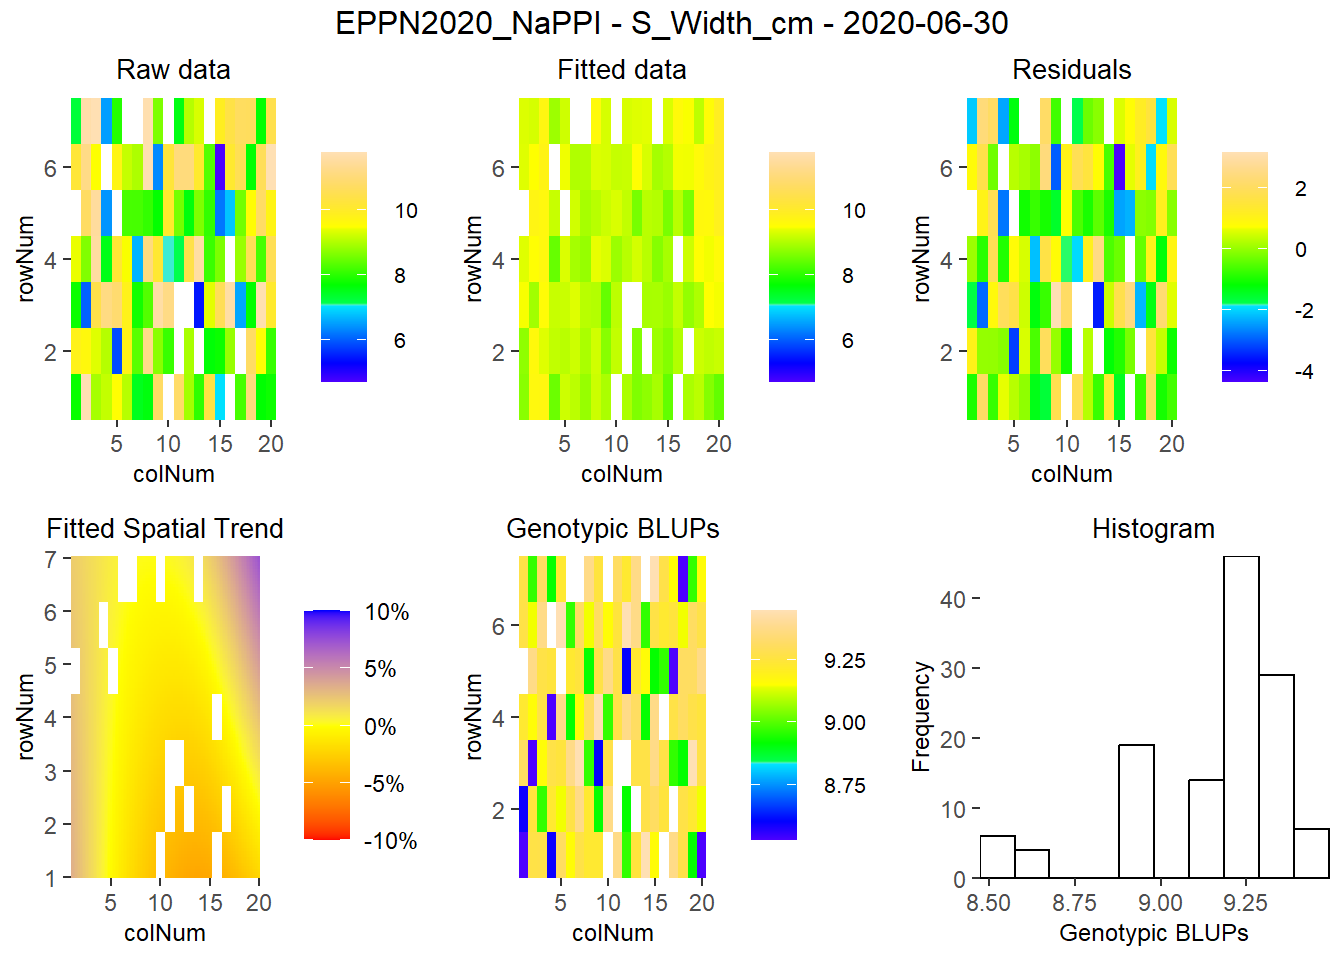 EPPN2020_NaPPI - S_Width_cm - 2020-06-30
Raw data
Fitted data
Residuals
rowNum
6
4
2
5 10 15 20
colNum
10
8
6
rowNum
6
4
2
5 10 15 20
colNum
10
8
6
rowNum
6
4
2
5 10 15 20
colNum
2
0
-2
-4
Fitted Spatial Trend
Genotypic BLUPs
Histogram
rowNum
7
6
5
4
3
2
1
5 10 15 20
colNum
10%
5%
0%
-5%
-10%
rowNum
6
4
2
5 10 15 20
colNum
9.25
9.00
8.75
Frequency
40
30
20
10
0
8.50 8.75 9.00 9.25
Genotypic BLUPs